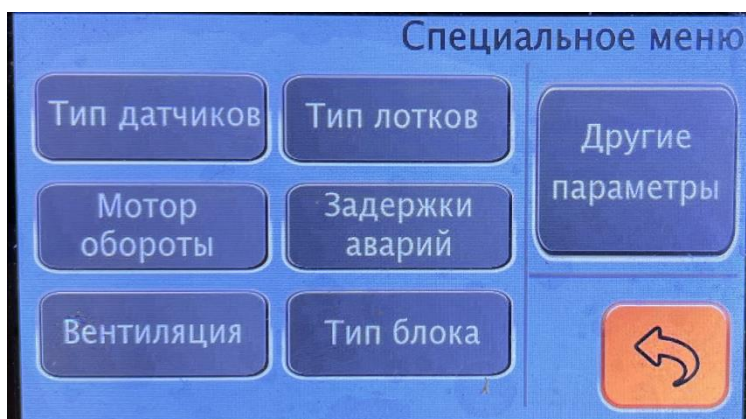 Специальное меню
Тип датчиков
Тип лотков
Другие
параметры
Мотор
обороты
Задержки
аварий
Вентиляция
Тип блока